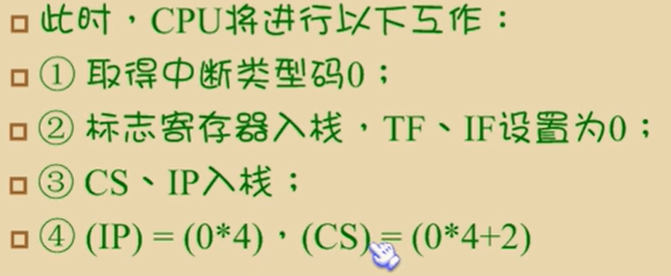 此时，CPU将进行以下工作：
① 取得中断类型码0；
② 标志寄存器入栈，TF、IF设置为0；
③ CS、IP入栈；
④ (IP) = (0*4)，(CS) = (0*4+2)